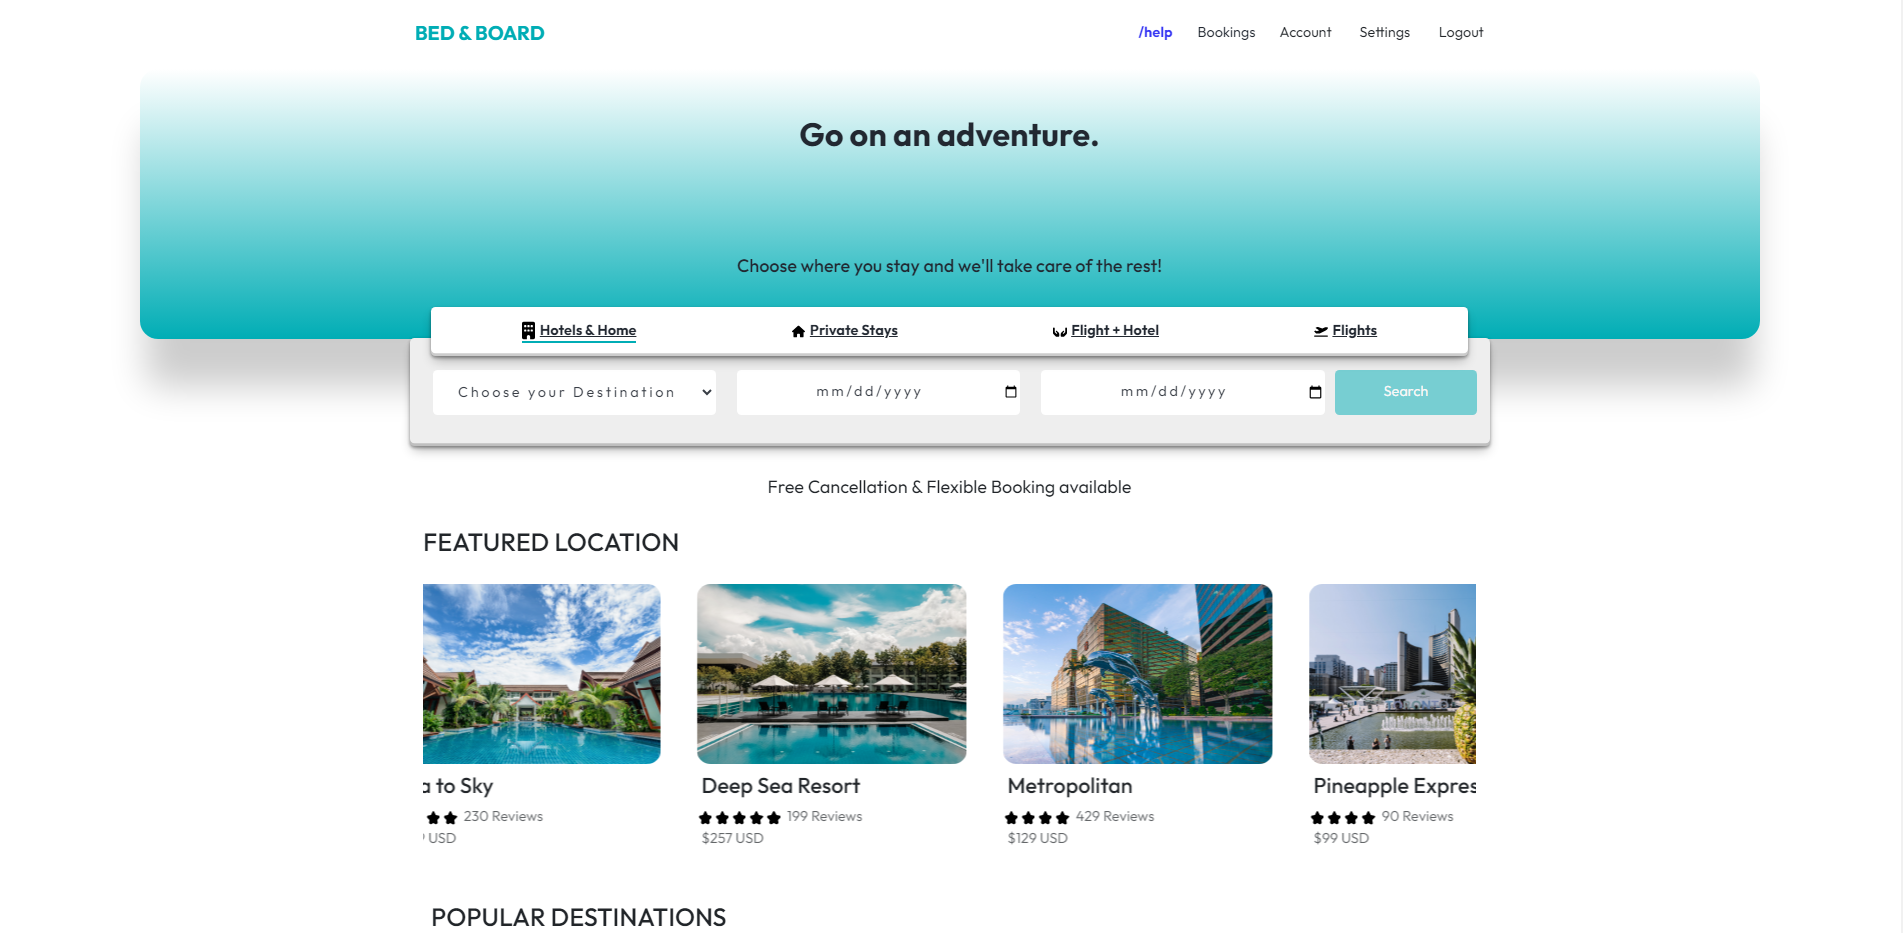 BED & BOARD
/help Bookings Account Settings Logout
Go on an adventure.
Choose where you stay and we'll take care of the rest!
Hotels & Home Private Stays Flight + Hotel Flights
Choose your Destination mm/dd/yyyy mm/dd/yyyy Search
Free Cancellation & Flexible Booking available
FEATURED LOCATION
to Sky Deep Sea Resort Metropolitan Pineapple Expres
230 Reviews 199 Reviews 429 Reviews 90 Reviews
USD $257 USD $129 USD $99 USD
POPULAR DESTINATIONS